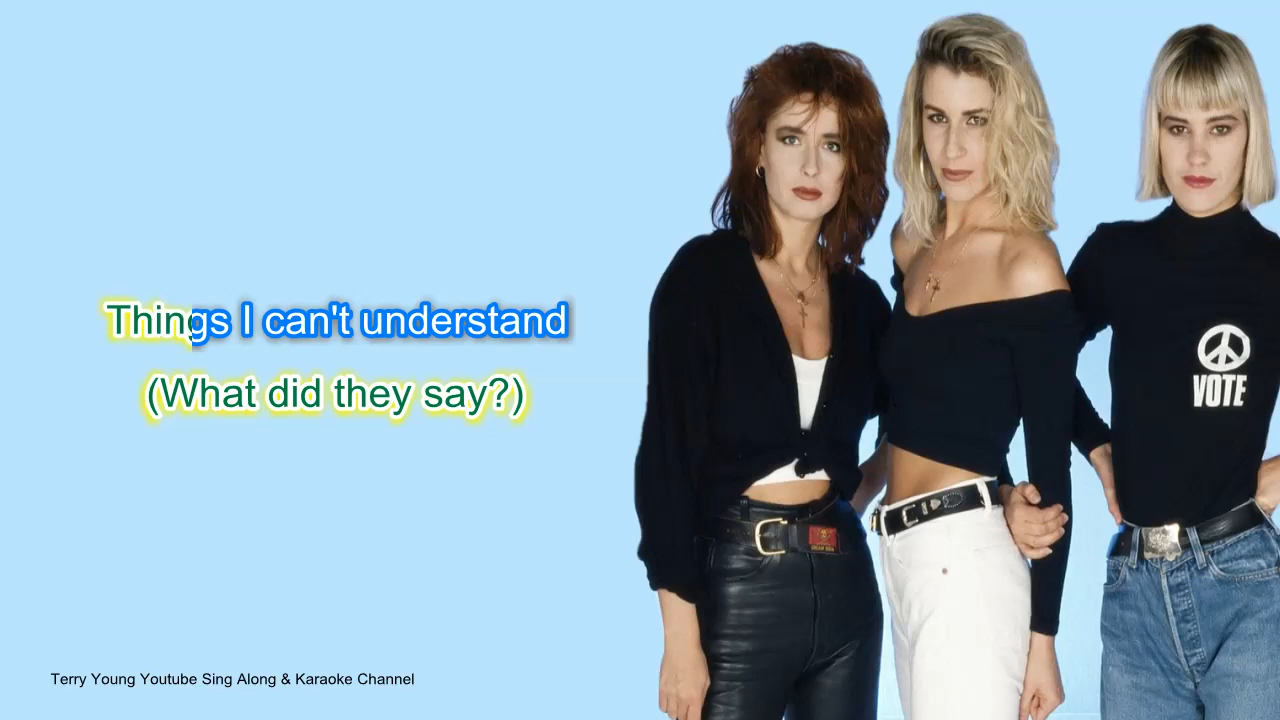 Things I can't understand
(What did they say?)
VOTE
Terry Young Youtube Sing Along & Karaoke Channel